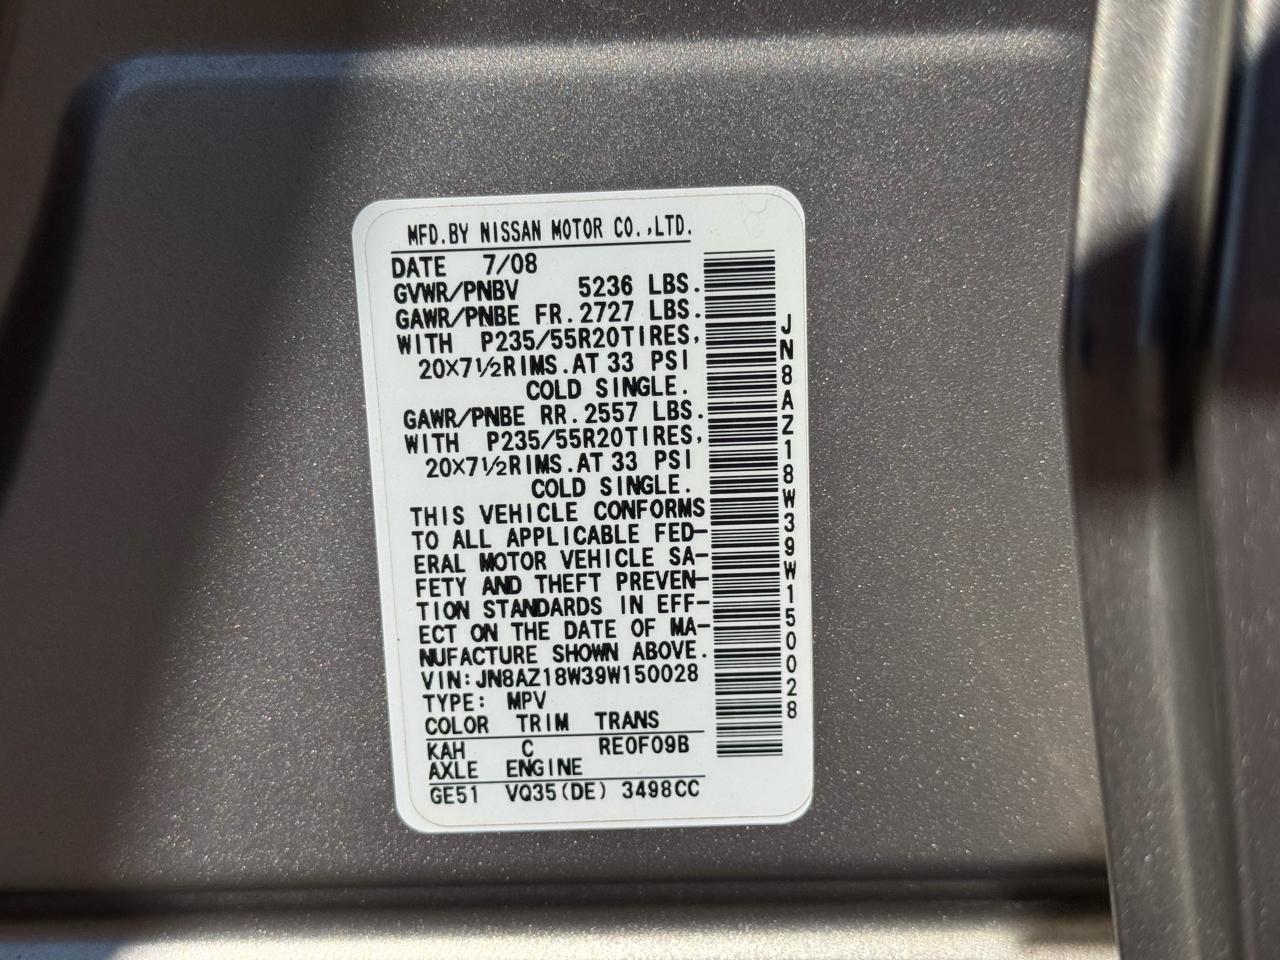 MFD.BY NISSAN MOTOR CO.,LTD.
DATE 7/08
GVWR/PNBV 5236 LBS.
GAWR/PNBE FR.2727 LBS.
WITH P235/55R20TIRES,
20X7½RIMS.AT 33 PSI
COLD SINGLE.
GAWR/PNBE RR.2557 LBS.
WITH P235/55R20TIRES,
20X7½RIMS.AT 33 PSI
COLD SINGLE.
THIS VEHICLE CONFORMS
TO ALL APPLICABLE FED-
ERAL MOTOR VEHICLE SA-
FETY AND THEFT PREVEN-
TION STANDARDS IN EFF-
ECT ON THE DATE OF MA-
NUFACTURE SHOWN ABOVE.
VIN:JN8AZ18W39W150028
TYPE: MPV
COLOR TRIM TRANS
KAH C RE0F09B
AXLE ENGINE
GE51 VQ35(DE) 3498CC
JN8AZ18W39W150028